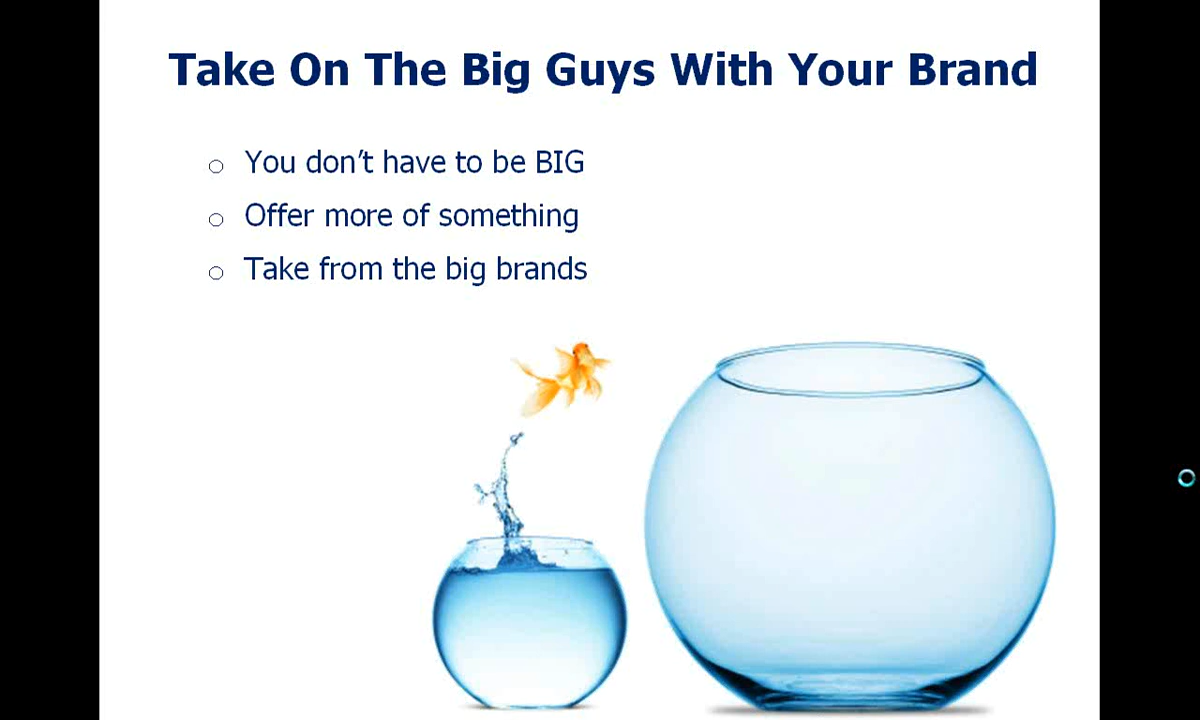 Take On The Big Guys With Your Brand
You don't have to be BIG
Offer more of something
Take from the big brands